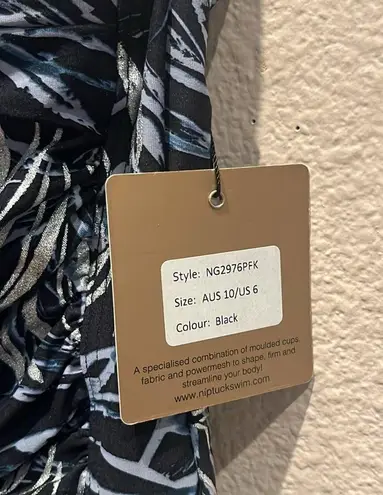 Style: NG2976PFK
Size: AUS 10/US 6
Colour: Black
A specialised combination of moulded cups,
fabric and powermesh to shape, firm and
streamline your body!
www.niptuckswim.com